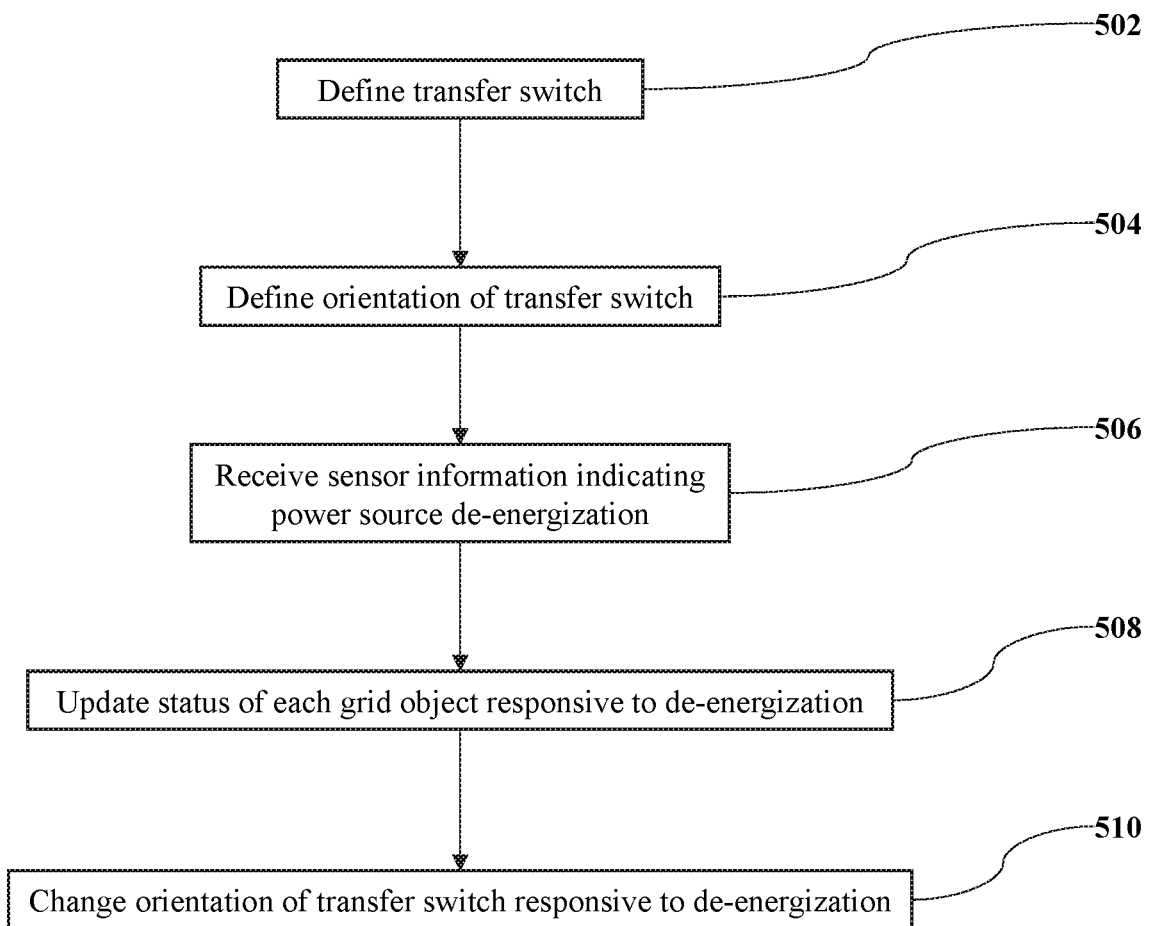 502
Define transfer switch
504
Define orientation of transfer switch
506
Receive sensor information indicating
power source de-energization
508
Update status of each grid object responsive to de-energization
510
Change orientation of transfer switch responsive to de-energization